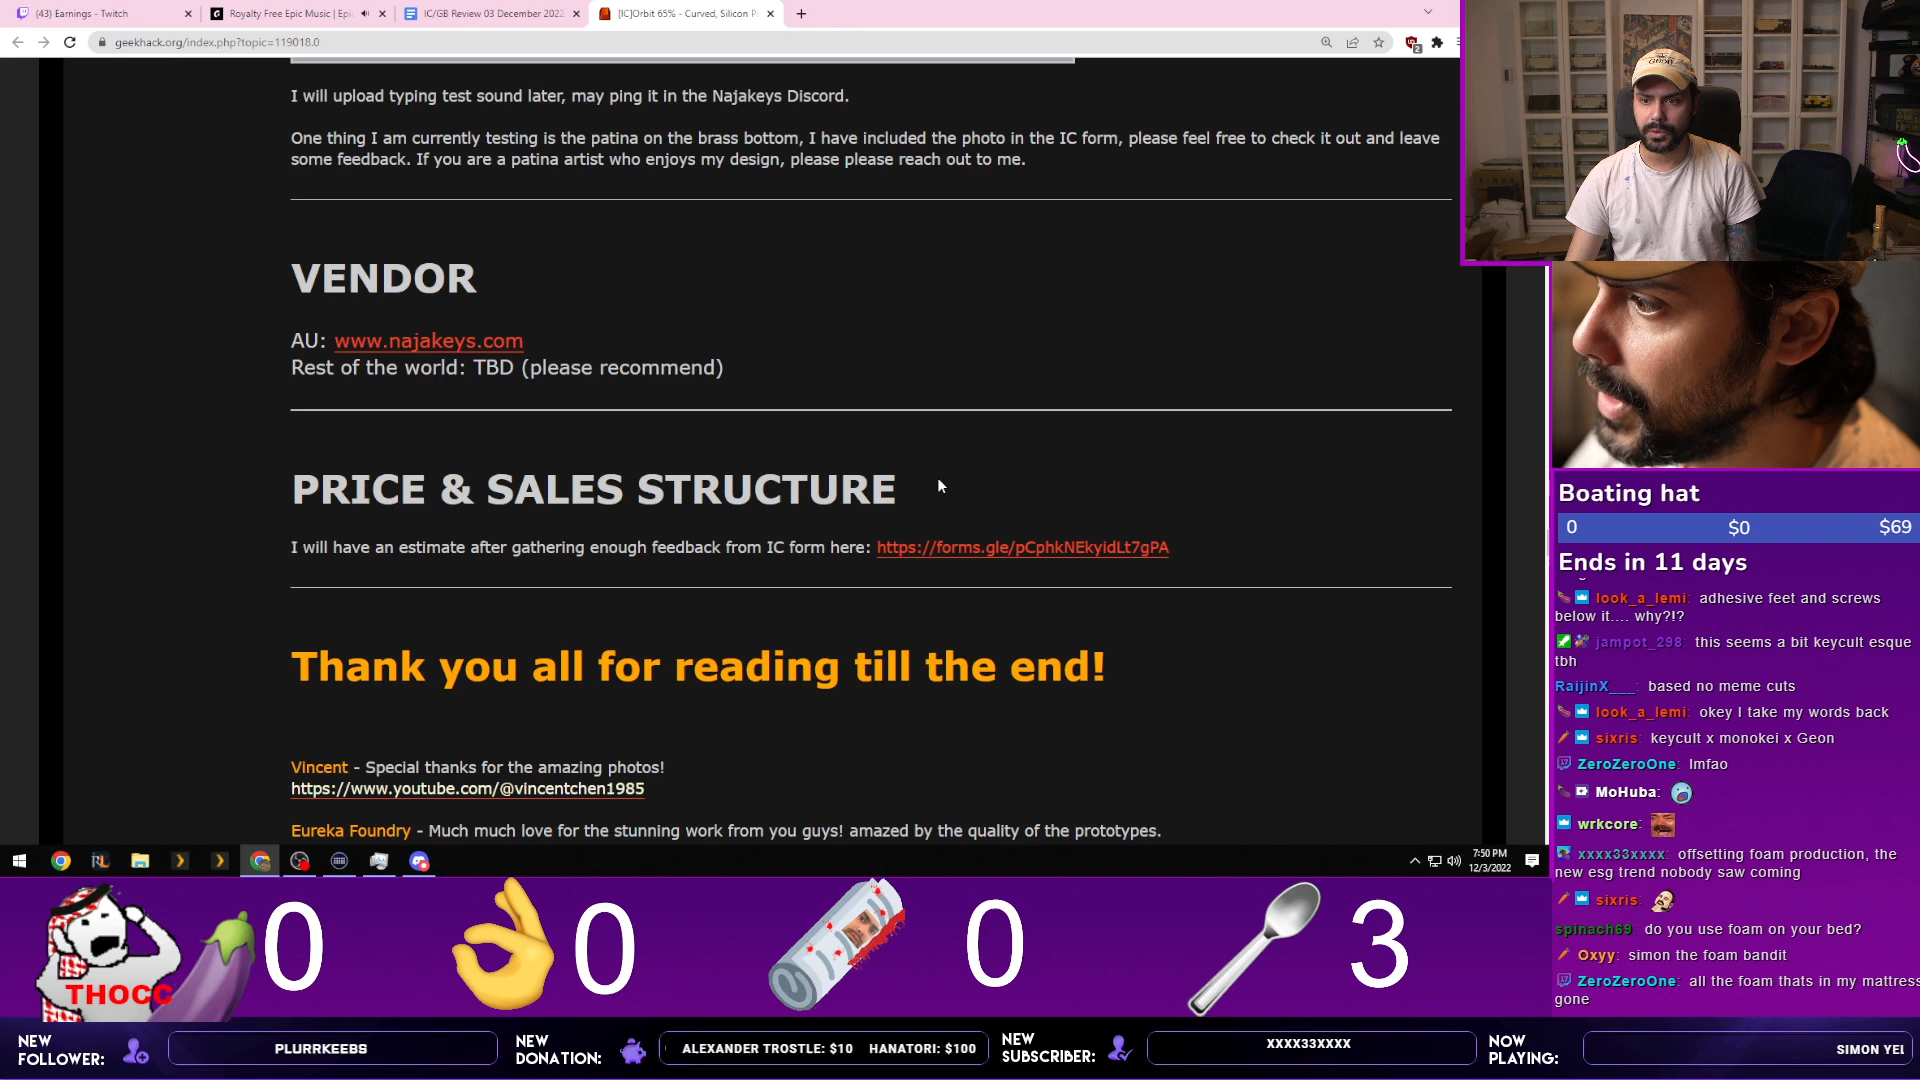 (43) Earnings - Twitch
Royalty Free Epic Music | Epi
IC/GB Review 03 December 2022
[IC]Orbit 65% - Curved, Silicon P
geekhack.org/index.php?topic=119018.0
I will upload typing test sound later, may ping it in the Najakeys Discord.
One thing I am currently testing is the patina on the brass bottom, I have included the photo in the IC form, please feel free to check it out and leave
some feedback. If you are a patina artist who enjoys my design, please please reach out to me.
VENDOR
AU: www.najakeys.com
Rest of the world: TBD (please recommend)
PRICE & SALES STRUCTURE
I will have an estimate after gathering enough feedback from IC form here: https://forms.gle/pCphkNEkyidLt7gPA
Thank you all for reading till the end!
Vincent - Special thanks for the amazing photos!
https://www.youtube.com/@vincentchen1985
Eureka Foundry - Much much love for the stunning work from you guys! amazed by the quality of the prototypes.
7:50 PM
12/3/2022
Boating hat
0 $0 $69
Ends in 11 days
look_a_lemi: adhesive feet and screws
below it.... why?!?
jampot_298: this seems a bit keycult esque
tbh
RaijinX___: based no meme cuts
look_a_lemi: okey I take my words back
sixris: keycult x monokei x Geon
ZeroZeroOne: lmfao
MoHuba:
wrkcore:
xxxx33xxxx: offsetting foam production, the
new esg trend nobody saw coming
sixris:
spinach69: do you use foam on your bed?
Oxyy: simon the foam bandit
ZeroZeroOne: all the foam thats in my mattress
gone
THOCC
0
0
0
3
NEW
FOLLOWER:
PLURRKEEBS
NEW
DONATION:
ALEXANDER TROSTLE: $10 HANATORI: $100
NEW
SUBSCRIBER:
XXXX33XXXX
NOW
PLAYING:
SIMON YEL